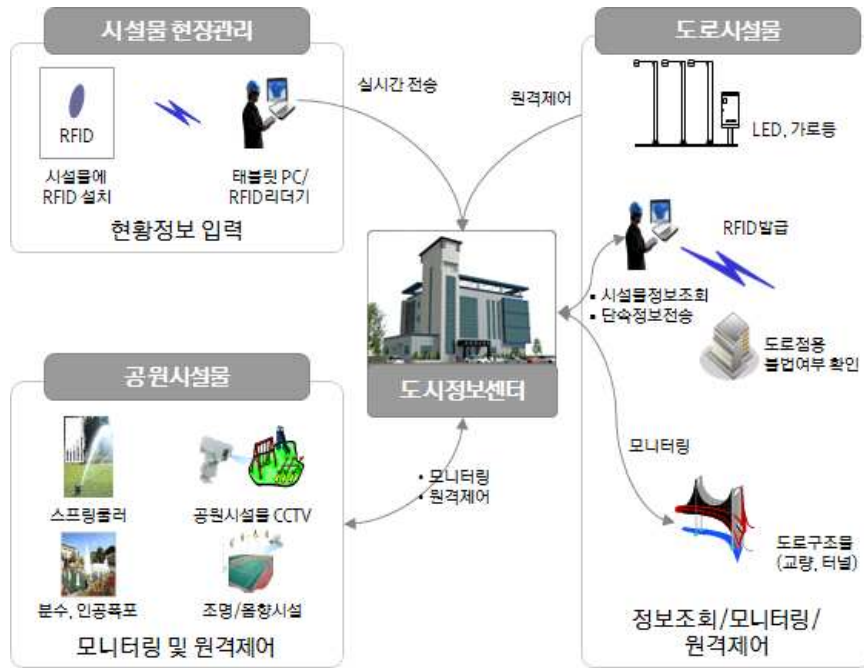 시설물 현장관리
RFID
시설물에
RFID 설치
태블릿 PC/
RFID리더기
현황정보 입력
실시간 전송
원격제어
도시정보센터
공원시설물
스프링쿨러
공원시설물 CCTV
분수, 인공폭포
조명/음향시설
모니터링 및 원격제어
▪ 모니터링
▪ 원격제어
도로시설물
LED, 가로등
RFID발급
▪ 시설물정보조회
▪ 단속정보전송
도로점용
불법여부 확인
모니터링
도로구조물
(교량, 터널)
정보조회/모니터링/
원격제어